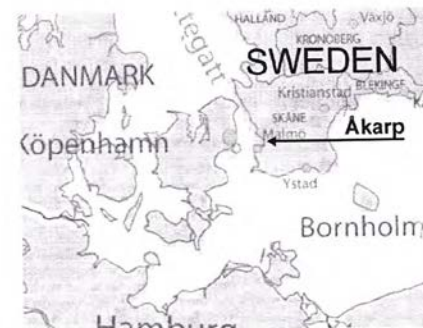 HALLAND
Växjö
KRONOBERG
tegatt
SWEDEN
DANMARK
Kristianstad
BLEKINGE
SKÅNE
Åkarp
Malmö
Köpenhamn
Ystad
Bornholm
Hamburg